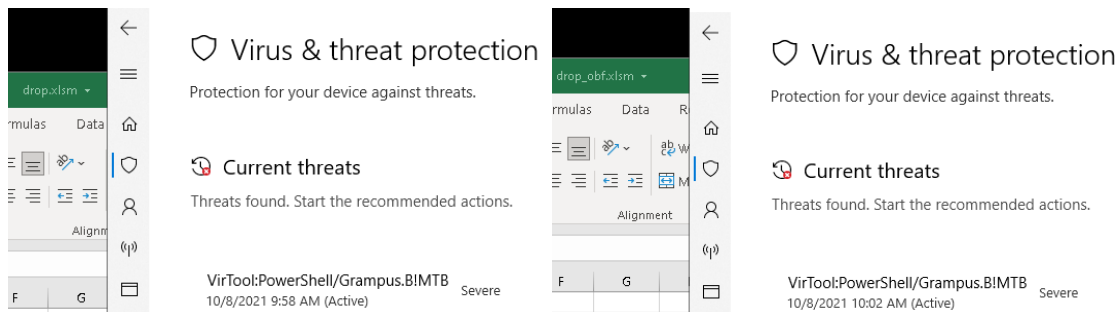 drop.xlsm
rmulas Data
Alignm
F G
Virus & threat protection
Protection for your device against threats.
Current threats
Threats found. Start the recommended actions.
VirTool:PowerShell/Grampus.B!MTB
10/8/2021 9:58 AM (Active)
Severe
drop_obf.xlsm
rmulas Data R
ab W
c M
Alignment
F G
Virus & threat protection
Protection for your device against threats.
Current threats
Threats found. Start the recommended actions.
VirTool:PowerShell/Grampus.B!MTB
10/8/2021 10:02 AM (Active)
Severe